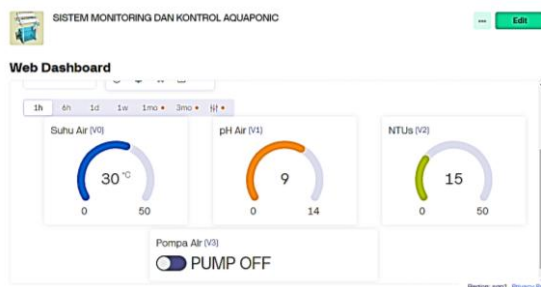 SISTEM MONITORING DAN KONTROL AQUAPONIC
... Edit
Web Dashboard
1h 6h 1d 1w 1mo 3mo
Suhu Air (V0) pH Air (V1) NTUs (V2)
30 °C 9 15
0 50 0 14 0 50
Pompa Air (V3)
PUMP OFF
Privacy